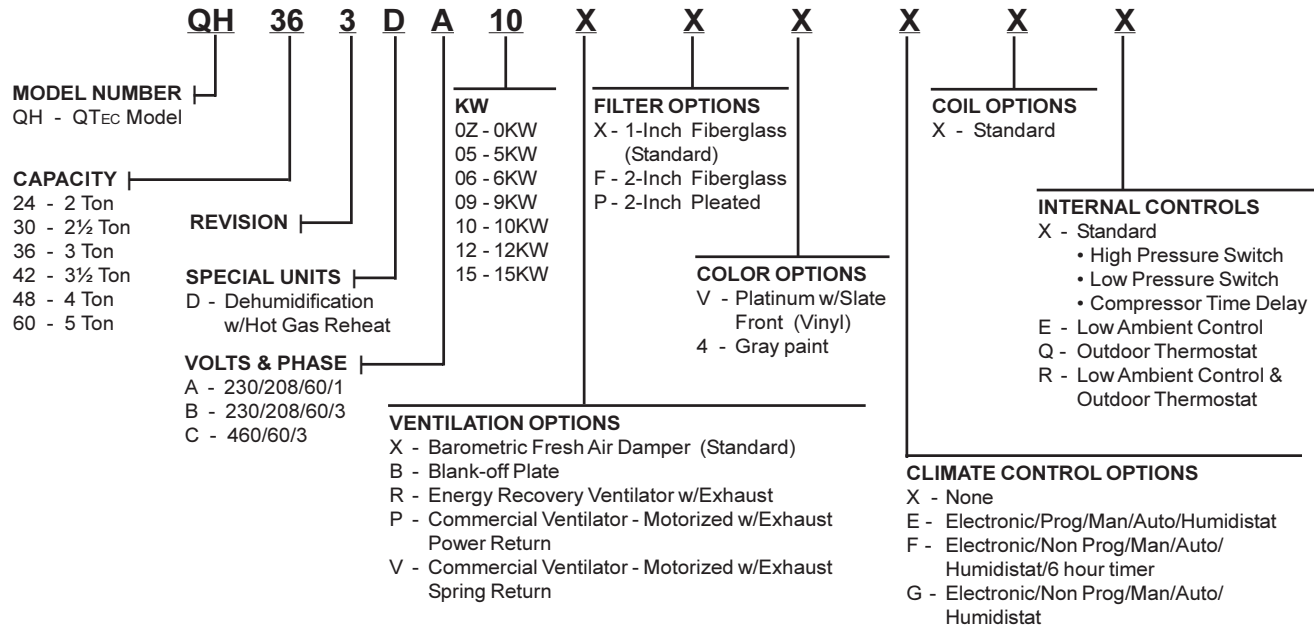 QH 36 3 D A 10 X X X X X X
MODEL NUMBER
QH - QTEC Model
CAPACITY
24 - 2 Ton
30 - 2½ Ton
36 - 3 Ton
42 - 3½ Ton
48 - 4 Ton
60 - 5 Ton
REVISION
SPECIAL UNITS
D - Dehumidification
w/Hot Gas Reheat
VOLTS & PHASE
A - 230/208/60/1
B - 230/208/60/3
C - 460/60/3
KW
0Z - 0KW
05 - 5KW
06 - 6KW
09 - 9KW
10 - 10KW
12 - 12KW
15 - 15KW
VENTILATION OPTIONS
X - Barometric Fresh Air Damper (Standard)
B - Blank-off Plate
R - Energy Recovery Ventilator w/Exhaust
P - Commercial Ventilator - Motorized w/Exhaust
Power Return
V - Commercial Ventilator - Motorized w/Exhaust
Spring Return
FILTER OPTIONS
X - 1-Inch Fiberglass
(Standard)
F - 2-Inch Fiberglass
P - 2-Inch Pleated
COLOR OPTIONS
V - Platinum w/Slate
Front (Vinyl)
4 - Gray paint
CLIMATE CONTROL OPTIONS
X - None
E - Electronic/Prog/Man/Auto/Humidistat
F - Electronic/Non Prog/Man/Auto/
Humidistat/6 hour timer
G - Electronic/Non Prog/Man/Auto/
Humidistat
COIL OPTIONS
X - Standard
INTERNAL CONTROLS
X - Standard
• High Pressure Switch
• Low Pressure Switch
• Compressor Time Delay
E - Low Ambient Control
Q - Outdoor Thermostat
R - Low Ambient Control &
Outdoor Thermostat